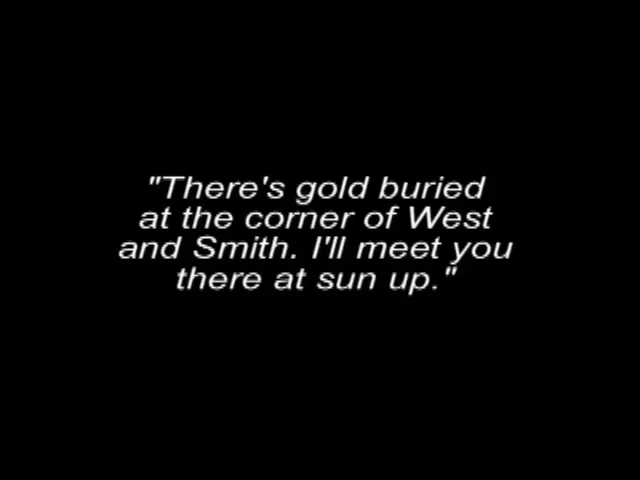 "There's gold buried
at the corner of West
and Smith. I'll meet you
there at sun up."